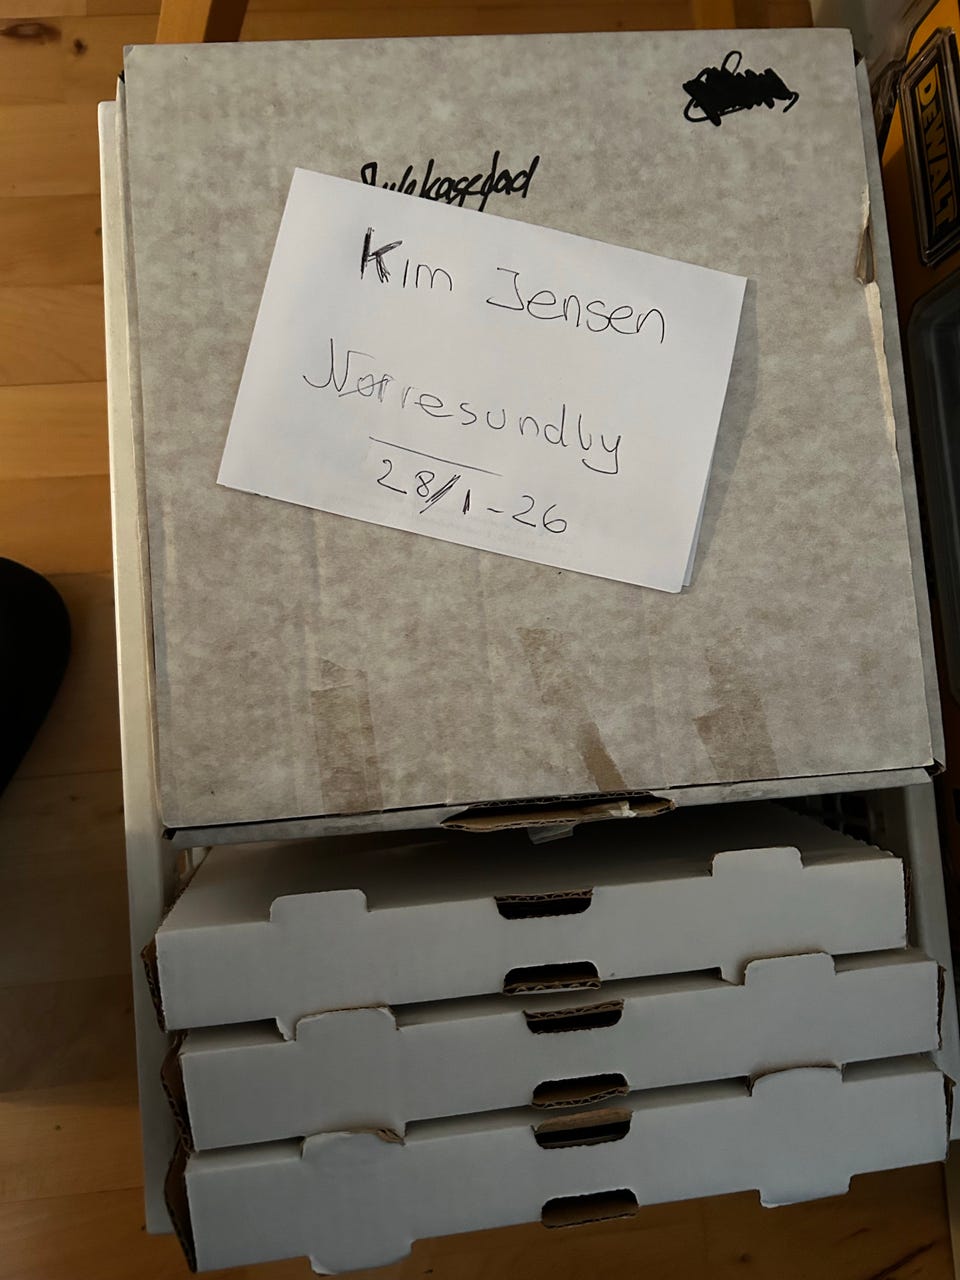 Kim Jensen
Nørresundby
28/1-26
DEWALT